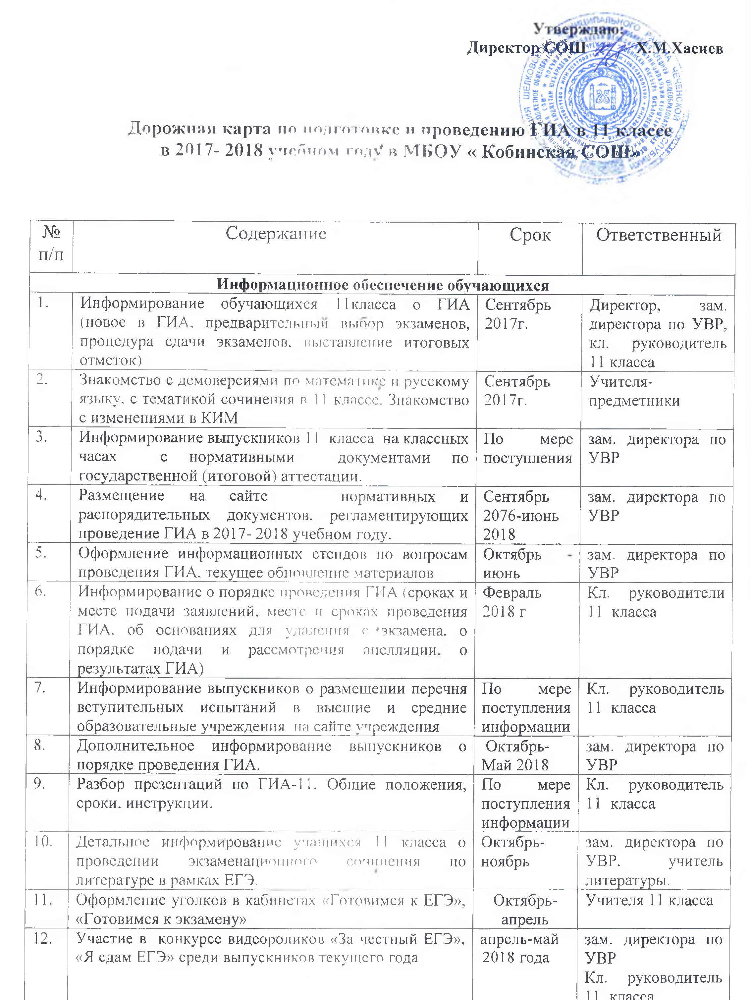 Утверждаю:
Директор СОШ Х.М.Хасиев
Дорожная карта по подготовке и проведению ГИА в 11 классе
в 2017- 2018 учебном году в МБОУ « Кобинская СОШ»
№ п/п Содержание Срок Ответственный
Информационное обеспечение обучающихся
1. Информирование обучающихся 11класса о ГИА Сентябрь Директор, зам.
(новое в ГИА, предварительный выбор экзаменов, 2017г. директора по УВР,
процедура сдачи экзаменов, выставление итоговых кл. руководитель
отметок) 11 класса
2. Знакомство с демоверсиями по математике и русскому Сентябрь Учителя-
языку, с тематикой сочинения в 11 классе. Знакомство 2017г. предметники
с изменениями в КИМ
3. Информирование выпускников 11 класса на классных По мере зам. директора по
часах с нормативными документами по поступления УВР
государственной (итоговой) аттестации.
4. Размещение на сайте нормативных и Сентябрь зам. директора по
распорядительных документов, регламентирующих 2076-июнь УВР
проведение ГИА в 2017- 2018 учебном году. 2018
5. Оформление информационных стендов по вопросам Октябрь - зам. директора по
проведения ГИА, текущее обновление материалов июнь УВР
6. Информирование о порядке проведения ГИА (сроках и Февраль Кл. руководители
месте подачи заявлений, месте и сроках проведения 2018 г 11 класса
ГИА, об основаниях для удаления с экзамена, о
порядке подачи и рассмотрения апелляции, о
результатах ГИА)
7. Информирование выпускников о размещении перечня По мере Кл. руководитель
вступительных испытаний в высшие и средние поступления 11 класса
образовательные учреждения на сайте учреждения информации
8. Дополнительное информирование выпускников о Октябрь- зам. директора по
порядке проведения ГИА. Май 2018 УВР
9. Разбор презентаций по ГИА-11. Общие положения, По мере Кл. руководитель
сроки, инструкции. поступления 11 класса
информации
10. Детальное информирование учащихся 11 класса о Октябрь- зам. директора по
проведении экзаменационного сочинения по ноябрь УВР, учитель
литературе в рамках ЕГЭ. литературы.
11. Оформление уголков в кабинетах «Готовимся к ЕГЭ», Октябрь- Учителя 11 класса
«Готовимся к экзамену» апрель
12. Участие в конкурсе видеороликов «За честный ЕГЭ», апрель-май зам. директора по
«Я сдам ЕГЭ» среди выпускников текущего года 2018 года УВР
Кл. руководитель
11 класса